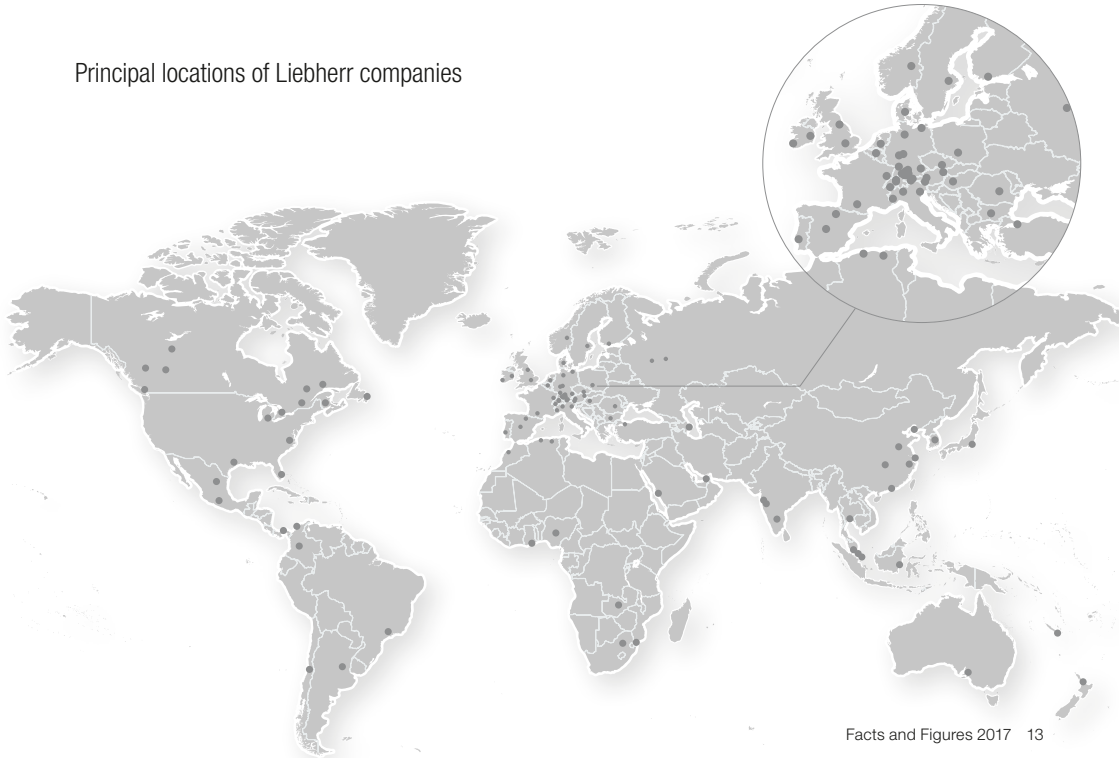 Principal locations of Liebherr companies
Facts and Figures 2017 13